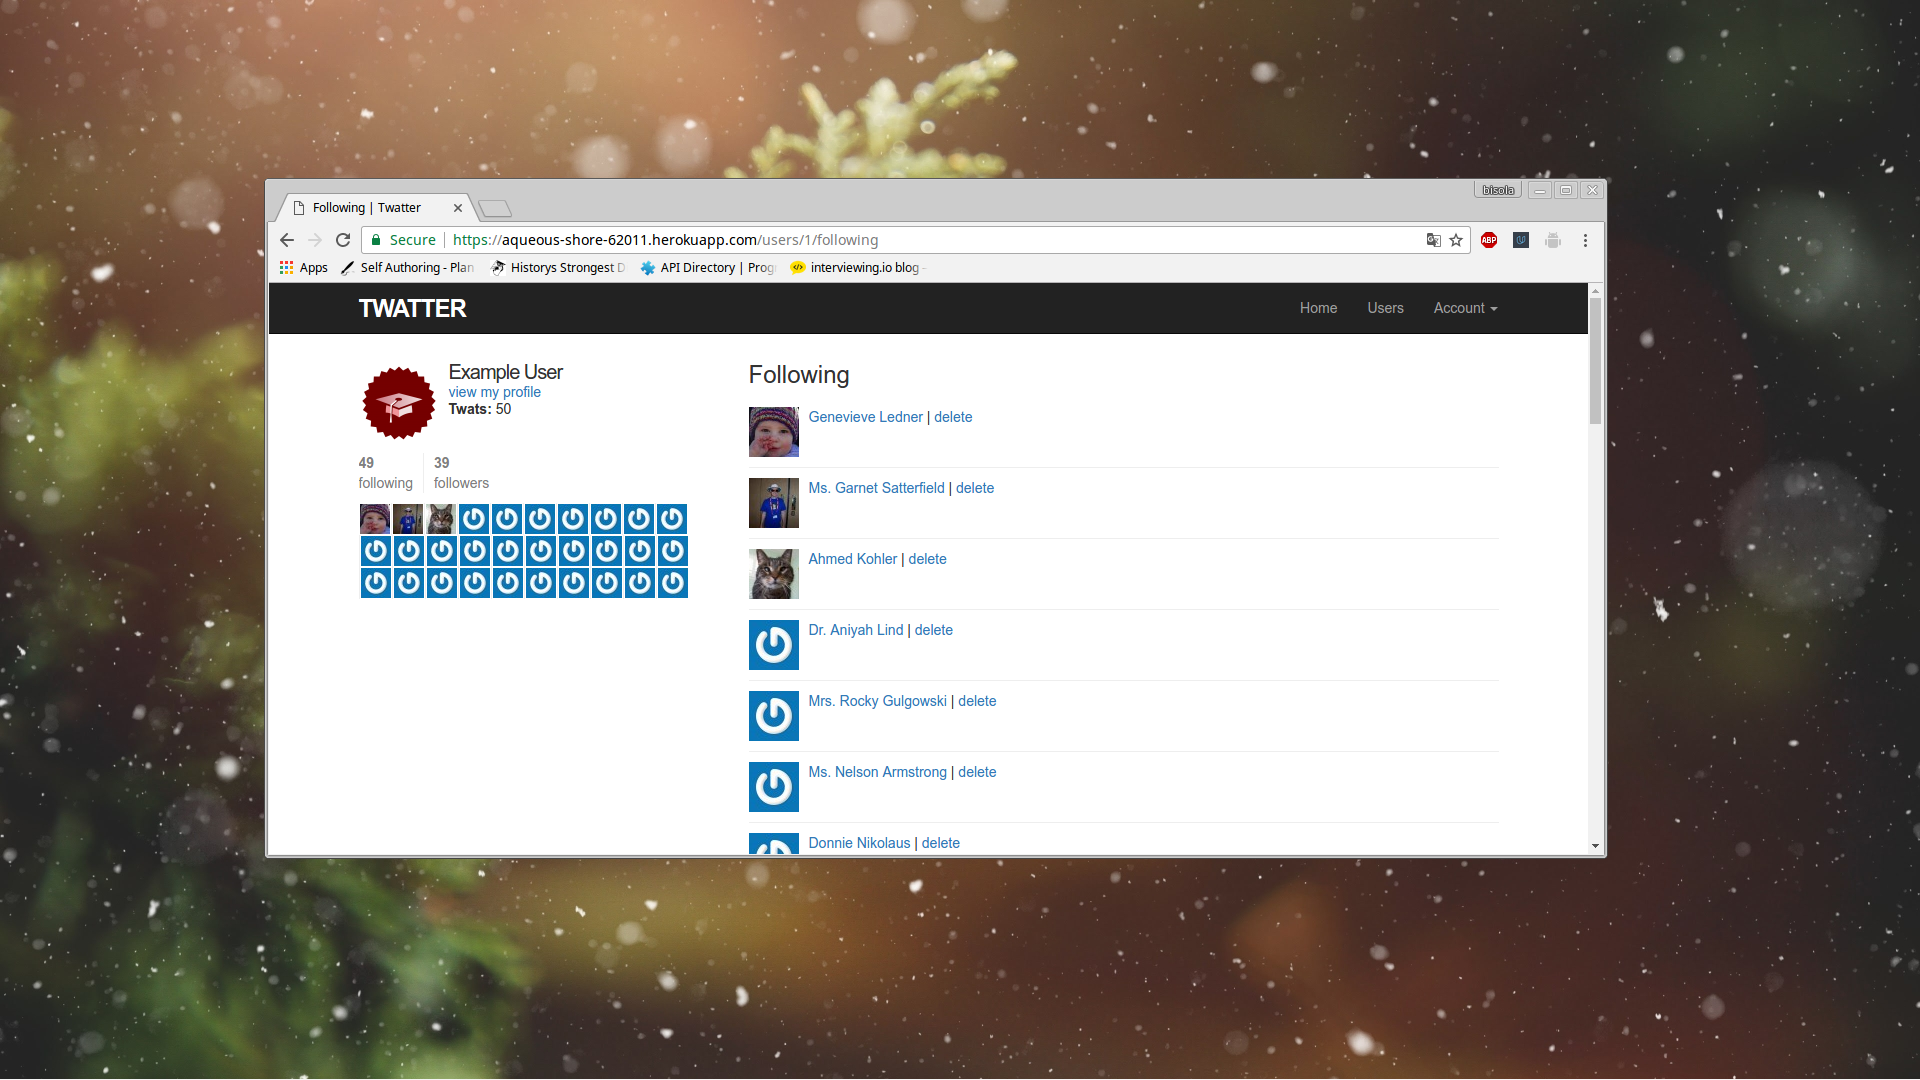 bisola
Following | Twatter
Secure https://aqueous-shore-62011.herokuapp.com/users/1/following
ABP
Apps Self Authoring - Plan Historys Strongest D API Directory | Prog interviewing.io blog -
TWATTER
Home Users Account
Example User
view my profile
Twats: 50
49
following
39
followers
Following
Genevieve Ledner | delete
Ms. Garnet Satterfield | delete
Ahmed Kohler | delete
Dr. Aniyah Lind | delete
Mrs. Rocky Gulgowski | delete
Ms. Nelson Armstrong | delete
Donnie Nikolaus | delete